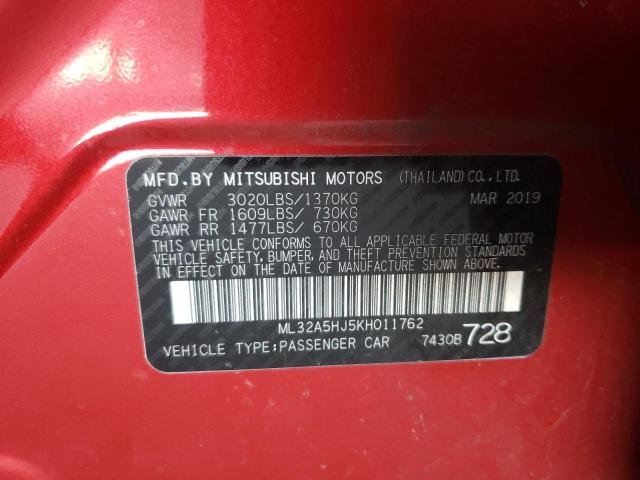 MFD.BY MITSUBISHI MOTORS (THAILAND)CO.,LTD.
GVWR 3020LBS/1370KG MAR 2019
GAWR FR 1609LBS/ 730KG
GAWR RR 1477LBS/ 670KG
THIS VEHICLE CONFORMS TO ALL APPLICABLE FEDERAL MOTOR
VEHICLE SAFETY, BUMPER, AND THEFT PREVENTION STANDARDS
IN EFFECT ON THE DATE OF MANUFACTURE SHOWN ABOVE.
ML32A5HJ5KH011762
VEHICLE TYPE:PASSENGER CAR 7430B 728